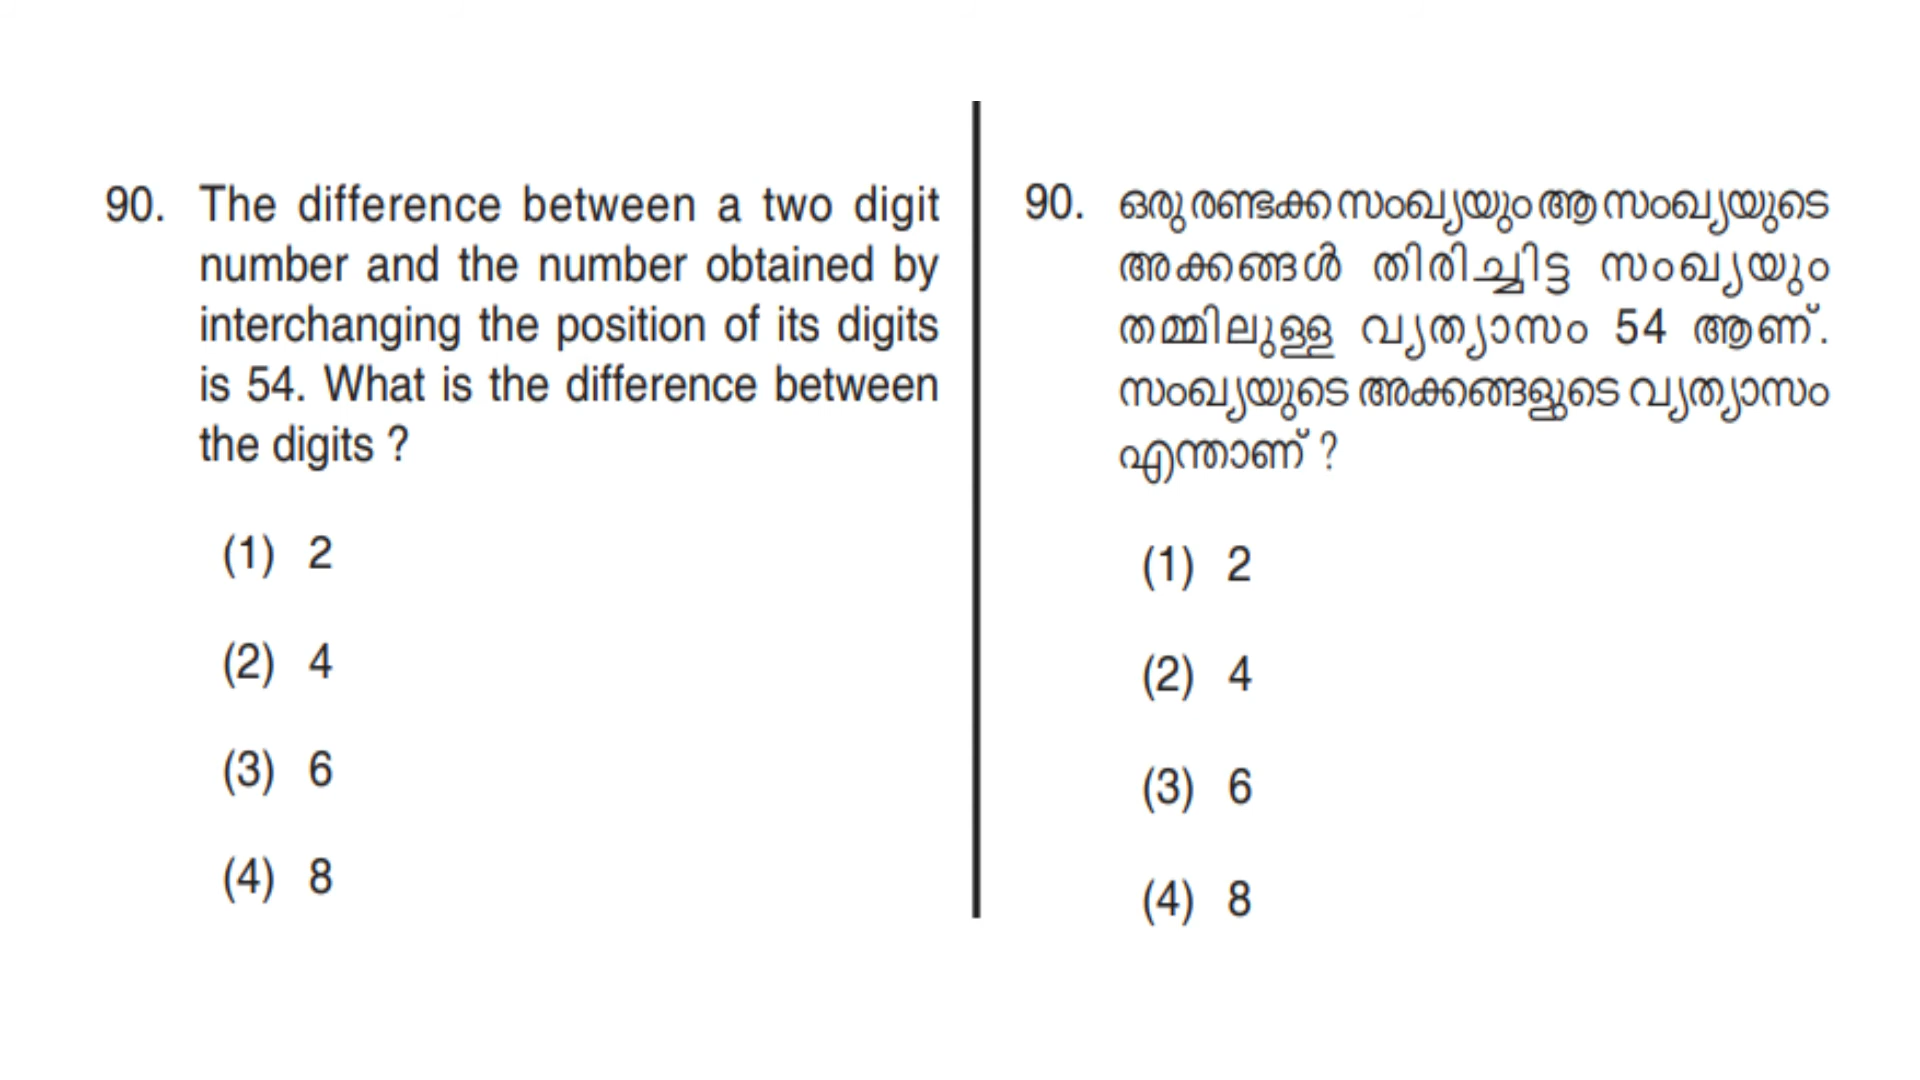 90. The difference between a two digit
number and the number obtained by
interchanging the position of its digits
is 54. What is the difference between
the digits ?
(1) 2
(2) 4
(3) 6
(4) 8
90. ഒരു രണ്ടക്ക സംഖ്യയും ആ സംഖ്യയുടെ
അക്കങ്ങൾ തിരിച്ചിട്ട സംഖ്യയും
തമ്മിലുള്ള വ്യത്യാസം 54 ആണ്.
സംഖ്യയുടെ അക്കങ്ങളുടെ വ്യത്യാസം
എന്താണ് ?
(1) 2
(2) 4
(3) 6
(4) 8